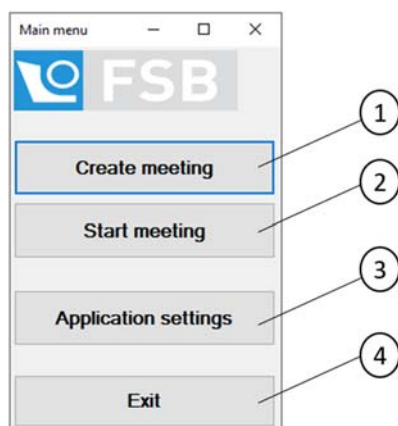 Main menu
FSB
1
Create meeting
2
Start meeting
3
Application settings
4
Exit